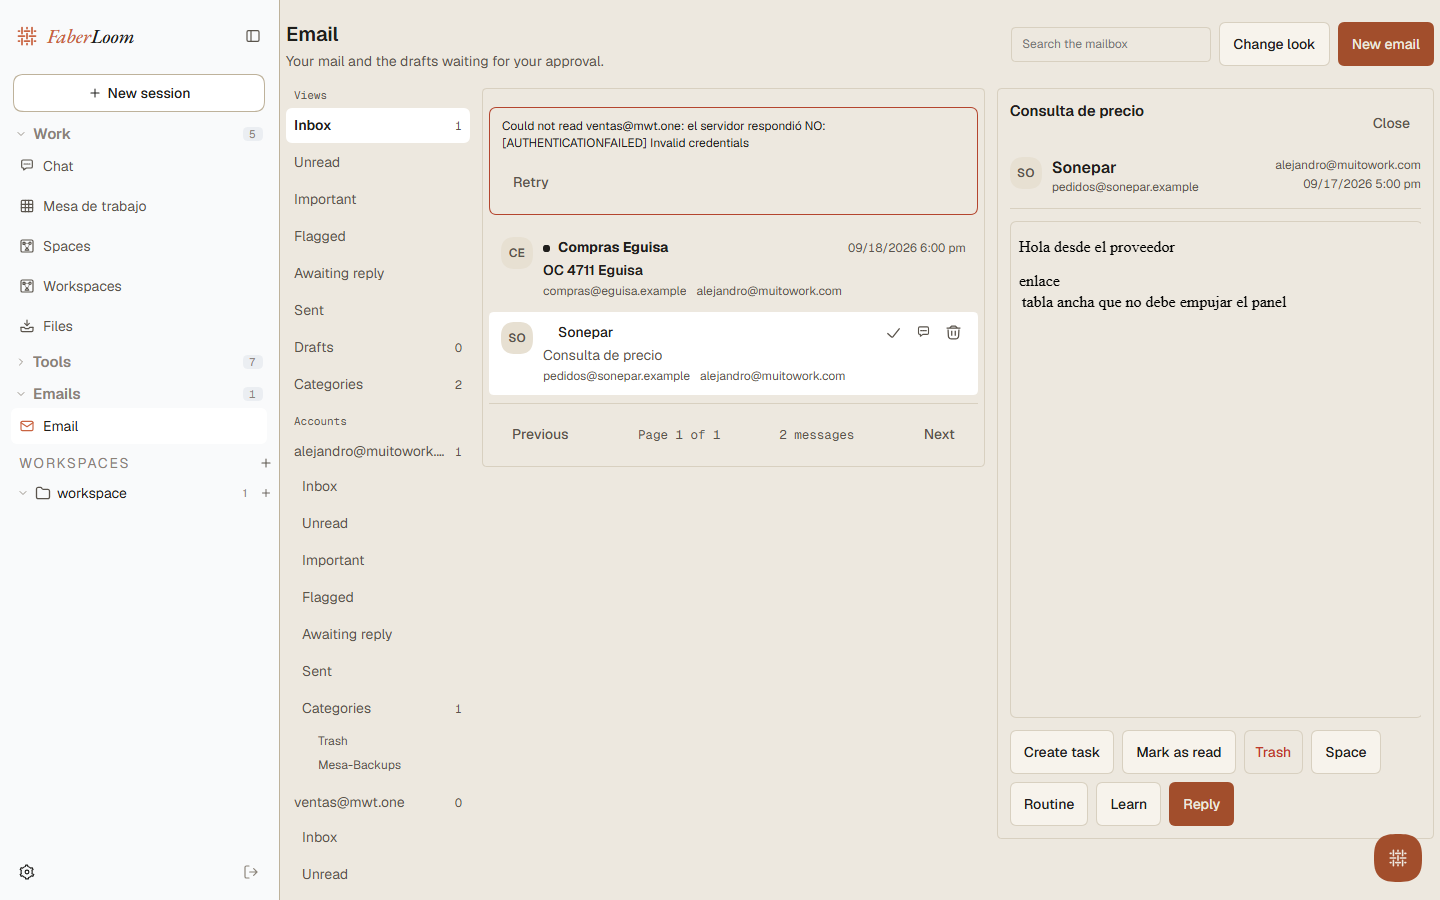 FaberLoom
New session
Work 5
Chat
Mesa de trabajo
Spaces
Workspaces
Files
Tools 7
Emails 1
Email
WORKSPACES
workspace 1
Email
Your mail and the drafts waiting for your approval.
Search the mailbox
Change look
New email
Views
Inbox 1
Unread
Important
Flagged
Awaiting reply
Sent
Drafts 0
Categories 2
Accounts
alejandro@muitowork.... 1
Inbox
Unread
Important
Flagged
Awaiting reply
Sent
Categories 1
Trash
Mesa-Backups
ventas@mwt.one 0
Inbox
Unread
Could not read ventas@mwt.one: el servidor respondió NO:
[AUTHENTICATIONFAILED] Invalid credentials
Retry
CE
Compras Eguisa 09/18/2026 6:00 pm
OC 4711 Eguisa
compras@eguisa.example alejandro@muitowork.com
SO
Sonepar
Consulta de precio
pedidos@sonepar.example alejandro@muitowork.com
Previous Page 1 of 1 2 messages Next
Consulta de precio
Close
SO
Sonepar alejandro@muitowork.com
pedidos@sonepar.example 09/17/2026 5:00 pm
Hola desde el proveedor
enlace
tabla ancha que no debe empujar el panel
Create task Mark as read Trash Space
Routine Learn Reply